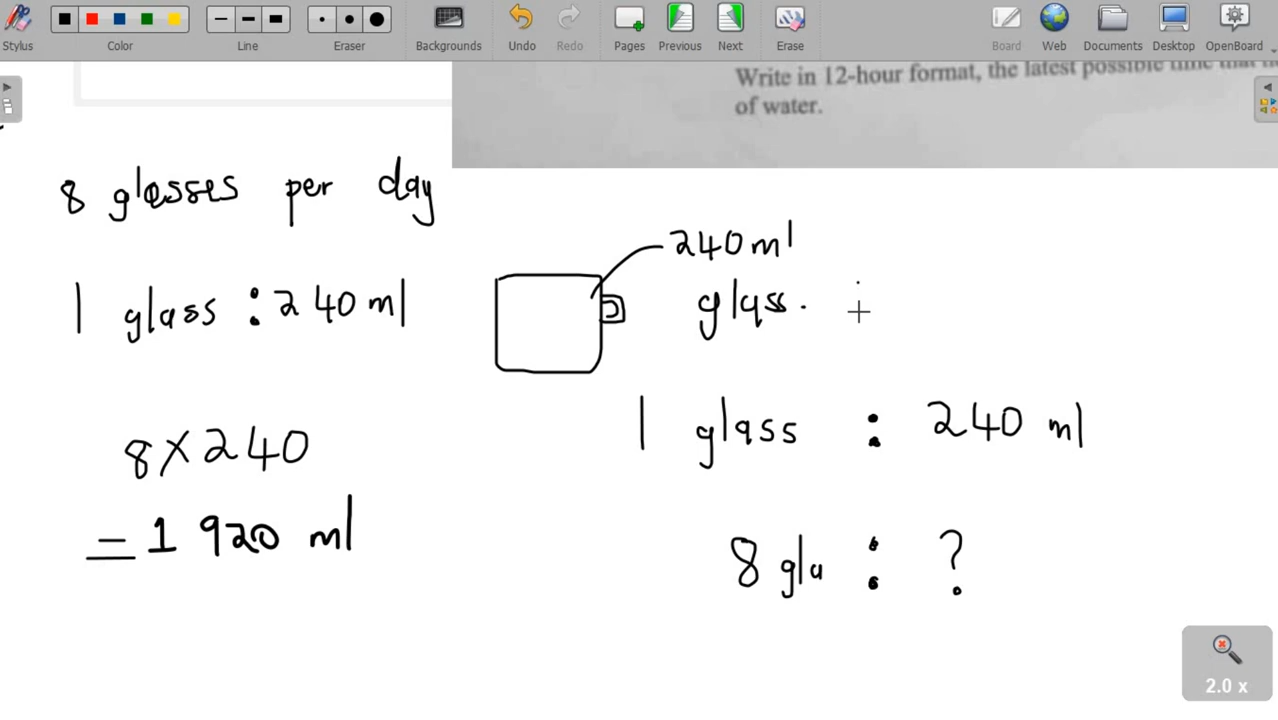 Stylus
Color
Line
Eraser
Backgrounds
Undo
Redo
Pages
Previous
Next
Erase
Board
Web
Documents
Desktop
OpenBoard
Write in 12-hour format, the latest possible time that
of water.
8 glasses per day
240 ml
1 glass : 240 ml
glass.
8 × 240
1 glass : 240 ml
= 1 920 ml
8 gla : ?
2.0 x